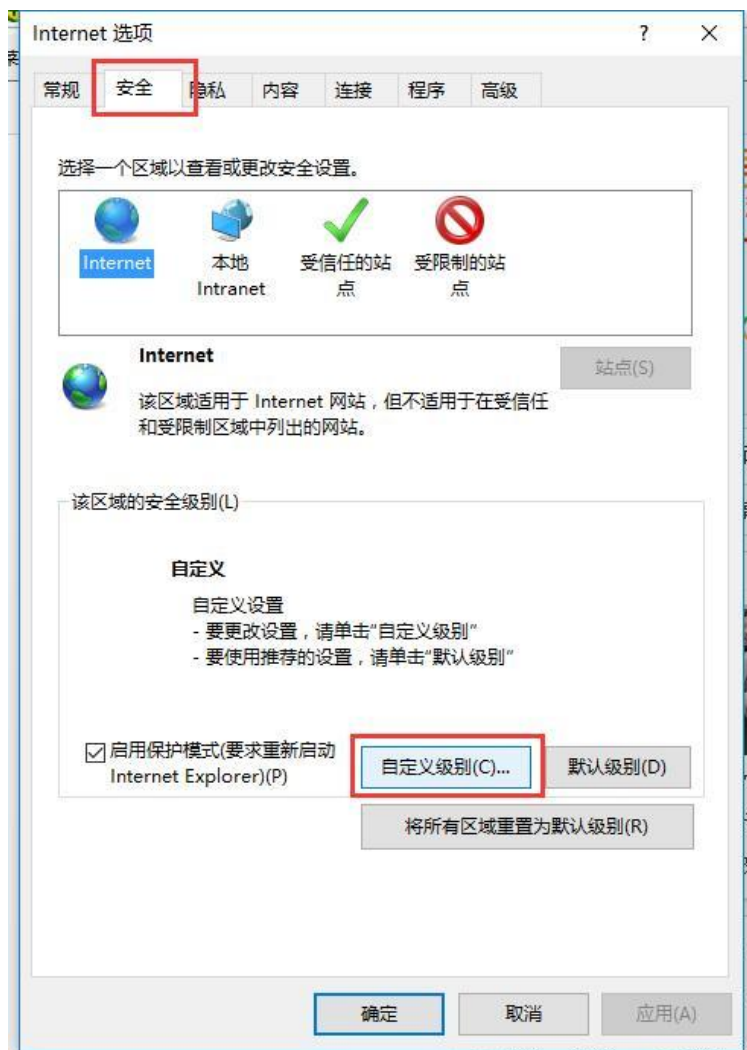 Internet 选项
常规 安全 隐私 内容 连接 程序 高级
选择一个区域以查看或更改安全设置。
Internet
本地
Intranet
受信任的站
点
受限制的站
点
Internet
站点(S)
该区域适用于 Internet 网站，但不适用于在受信任
和受限制区域中列出的网站。
该区域的安全级别(L)
自定义
自定义设置
- 要更改设置，请单击“自定义级别”
- 要使用推荐的设置，请单击“默认级别”
启用保护模式(要求重新启动
Internet Explorer)(P)
自定义级别(C)...
默认级别(D)
将所有区域重置为默认级别(R)
确定
取消
应用(A)